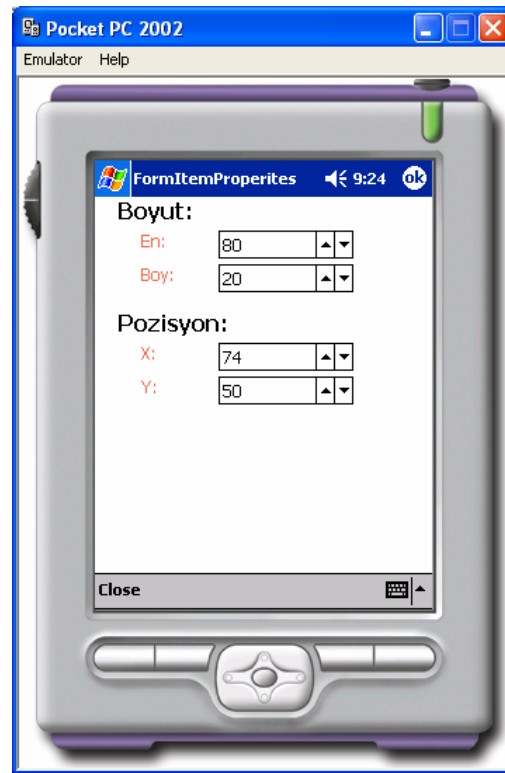 Pocket PC 2002
Emulator Help
FormItemProperites 9:24 ok
Boyut:
En: 80
Boy: 20
Pozisyon:
X: 74
Y: 50
Close